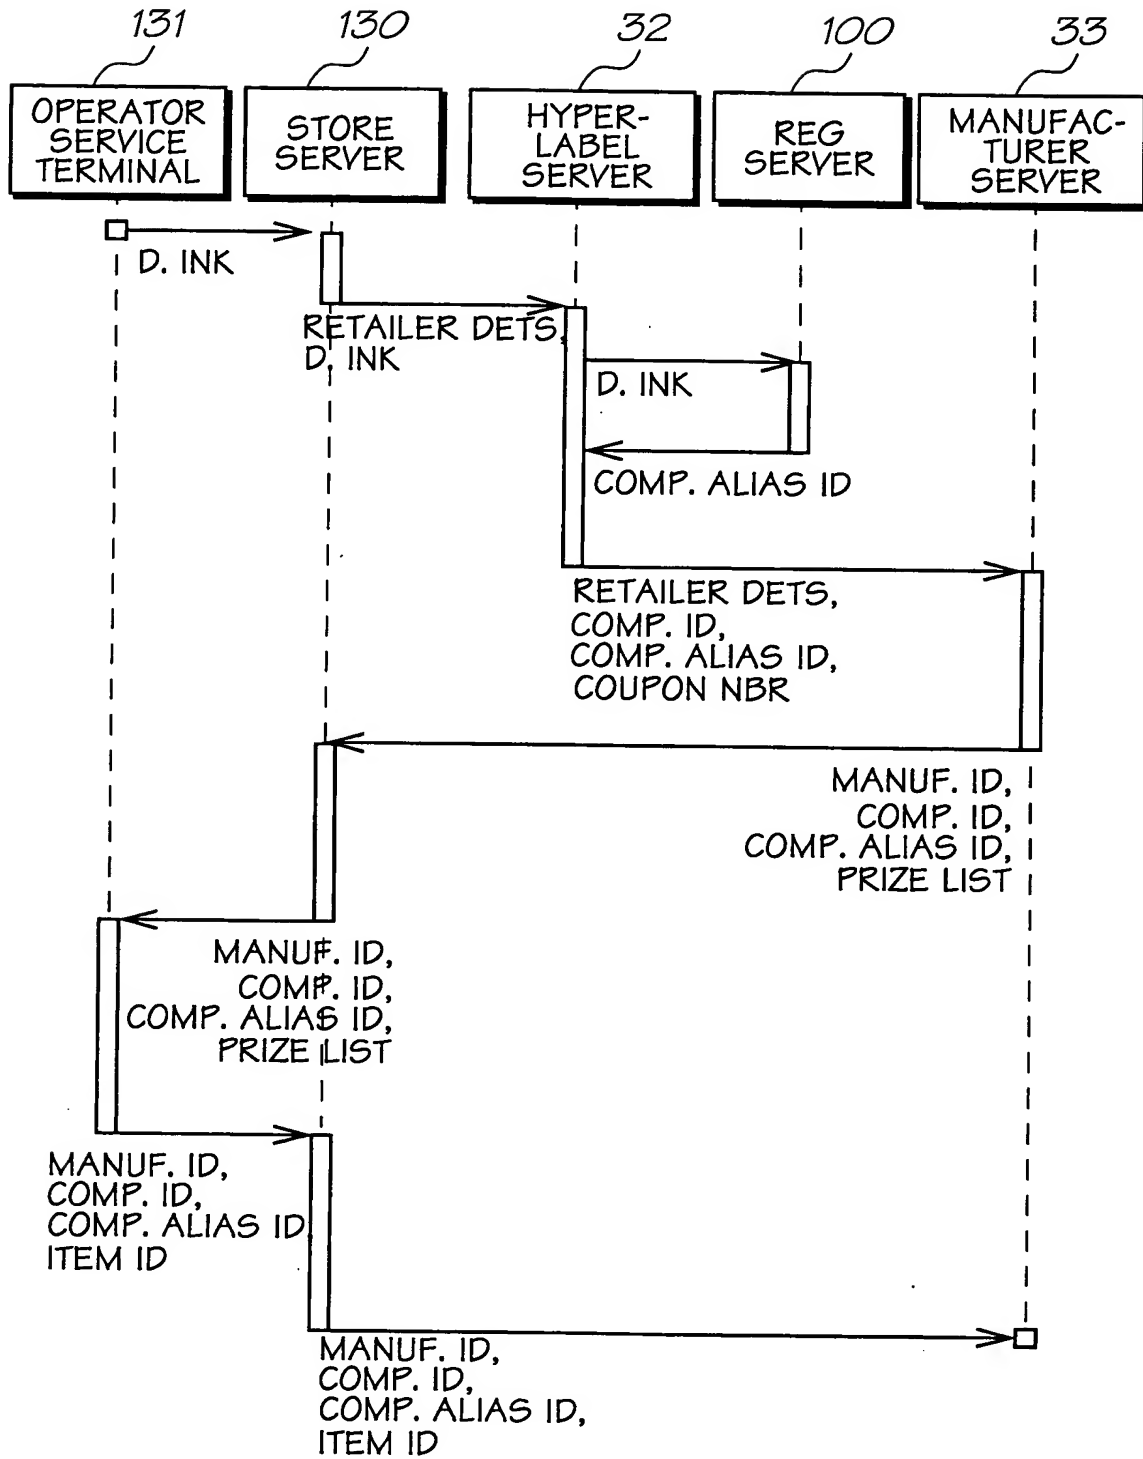 131
130
32
100
33
OPERATOR
SERVICE
TERMINAL
STORE
SERVER
HYPER-
LABEL
SERVER
REG
SERVER
MANUFAC-
TURER
SERVER
D. INK
RETAILER DETS,
D. INK
D. INK
COMP. ALIAS ID
RETAILER DETS,
COMP. ID,
COMP. ALIAS ID,
COUPON NBR
MANUF. ID,
COMP. ID,
COMP. ALIAS ID,
PRIZE LIST
MANUF. ID,
COMP. ID,
COMP. ALIAS ID,
PRIZE LIST
MANUF. ID,
COMP. ID,
COMP. ALIAS ID
ITEM ID
MANUF. ID,
COMP. ID,
COMP. ALIAS ID,
ITEM ID